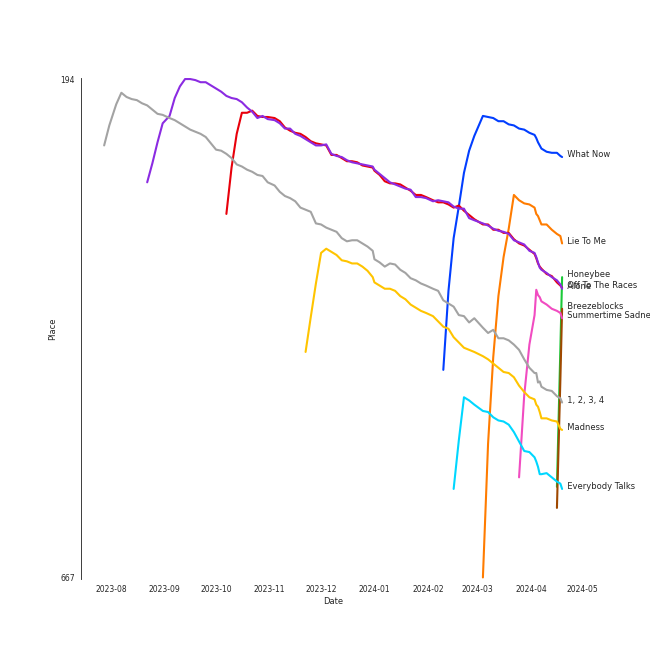 194
What Now
Lie To Me
Honeybee
Off To The Races
Breezeblocks
Summertime Sadne
Place
1, 2, 3, 4
Madness
Everybody Talks
667
2023-08
2023-09
2023-10
2023-11
2023-12
2024-01
2024-02
2024-03
2024-04
2024-05
Date